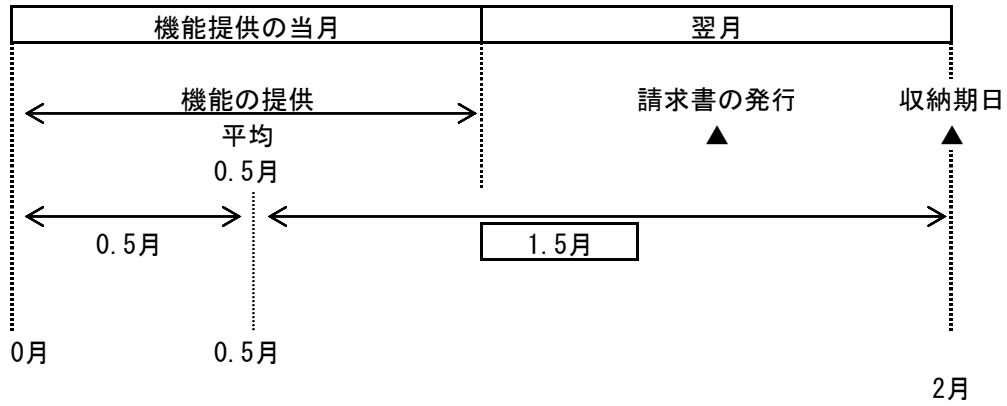 機能提供の当月 翌月
機能の提供 請求書の発行 収納期日
平均 ▲ ▲
0.5月
0.5月 1.5月
0月 0.5月
2月